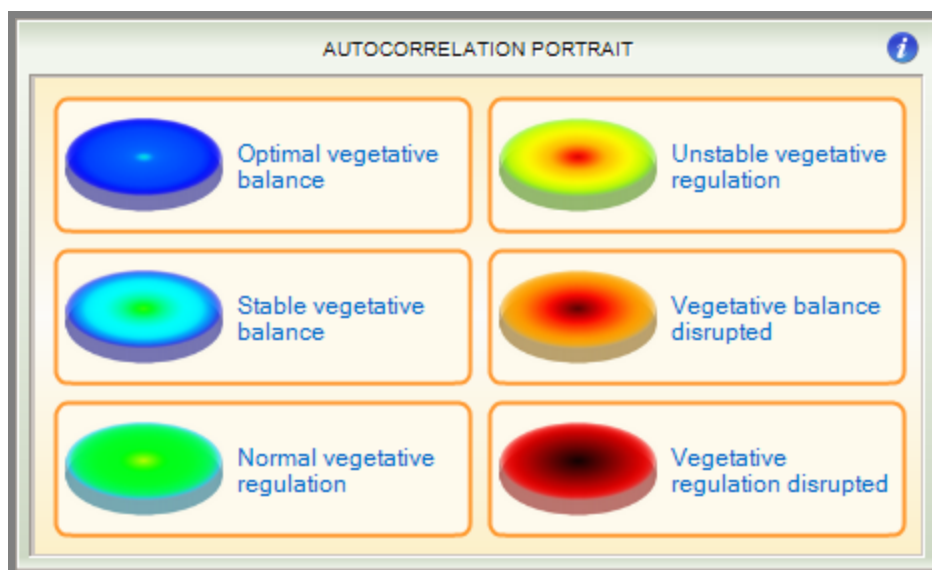 AUTOCORRELATION PORTRAIT
i
Optimal vegetative
balance
Unstable vegetative
regulation
Stable vegetative
balance
Vegetative balance
disrupted
Normal vegetative
regulation
Vegetative
regulation disrupted